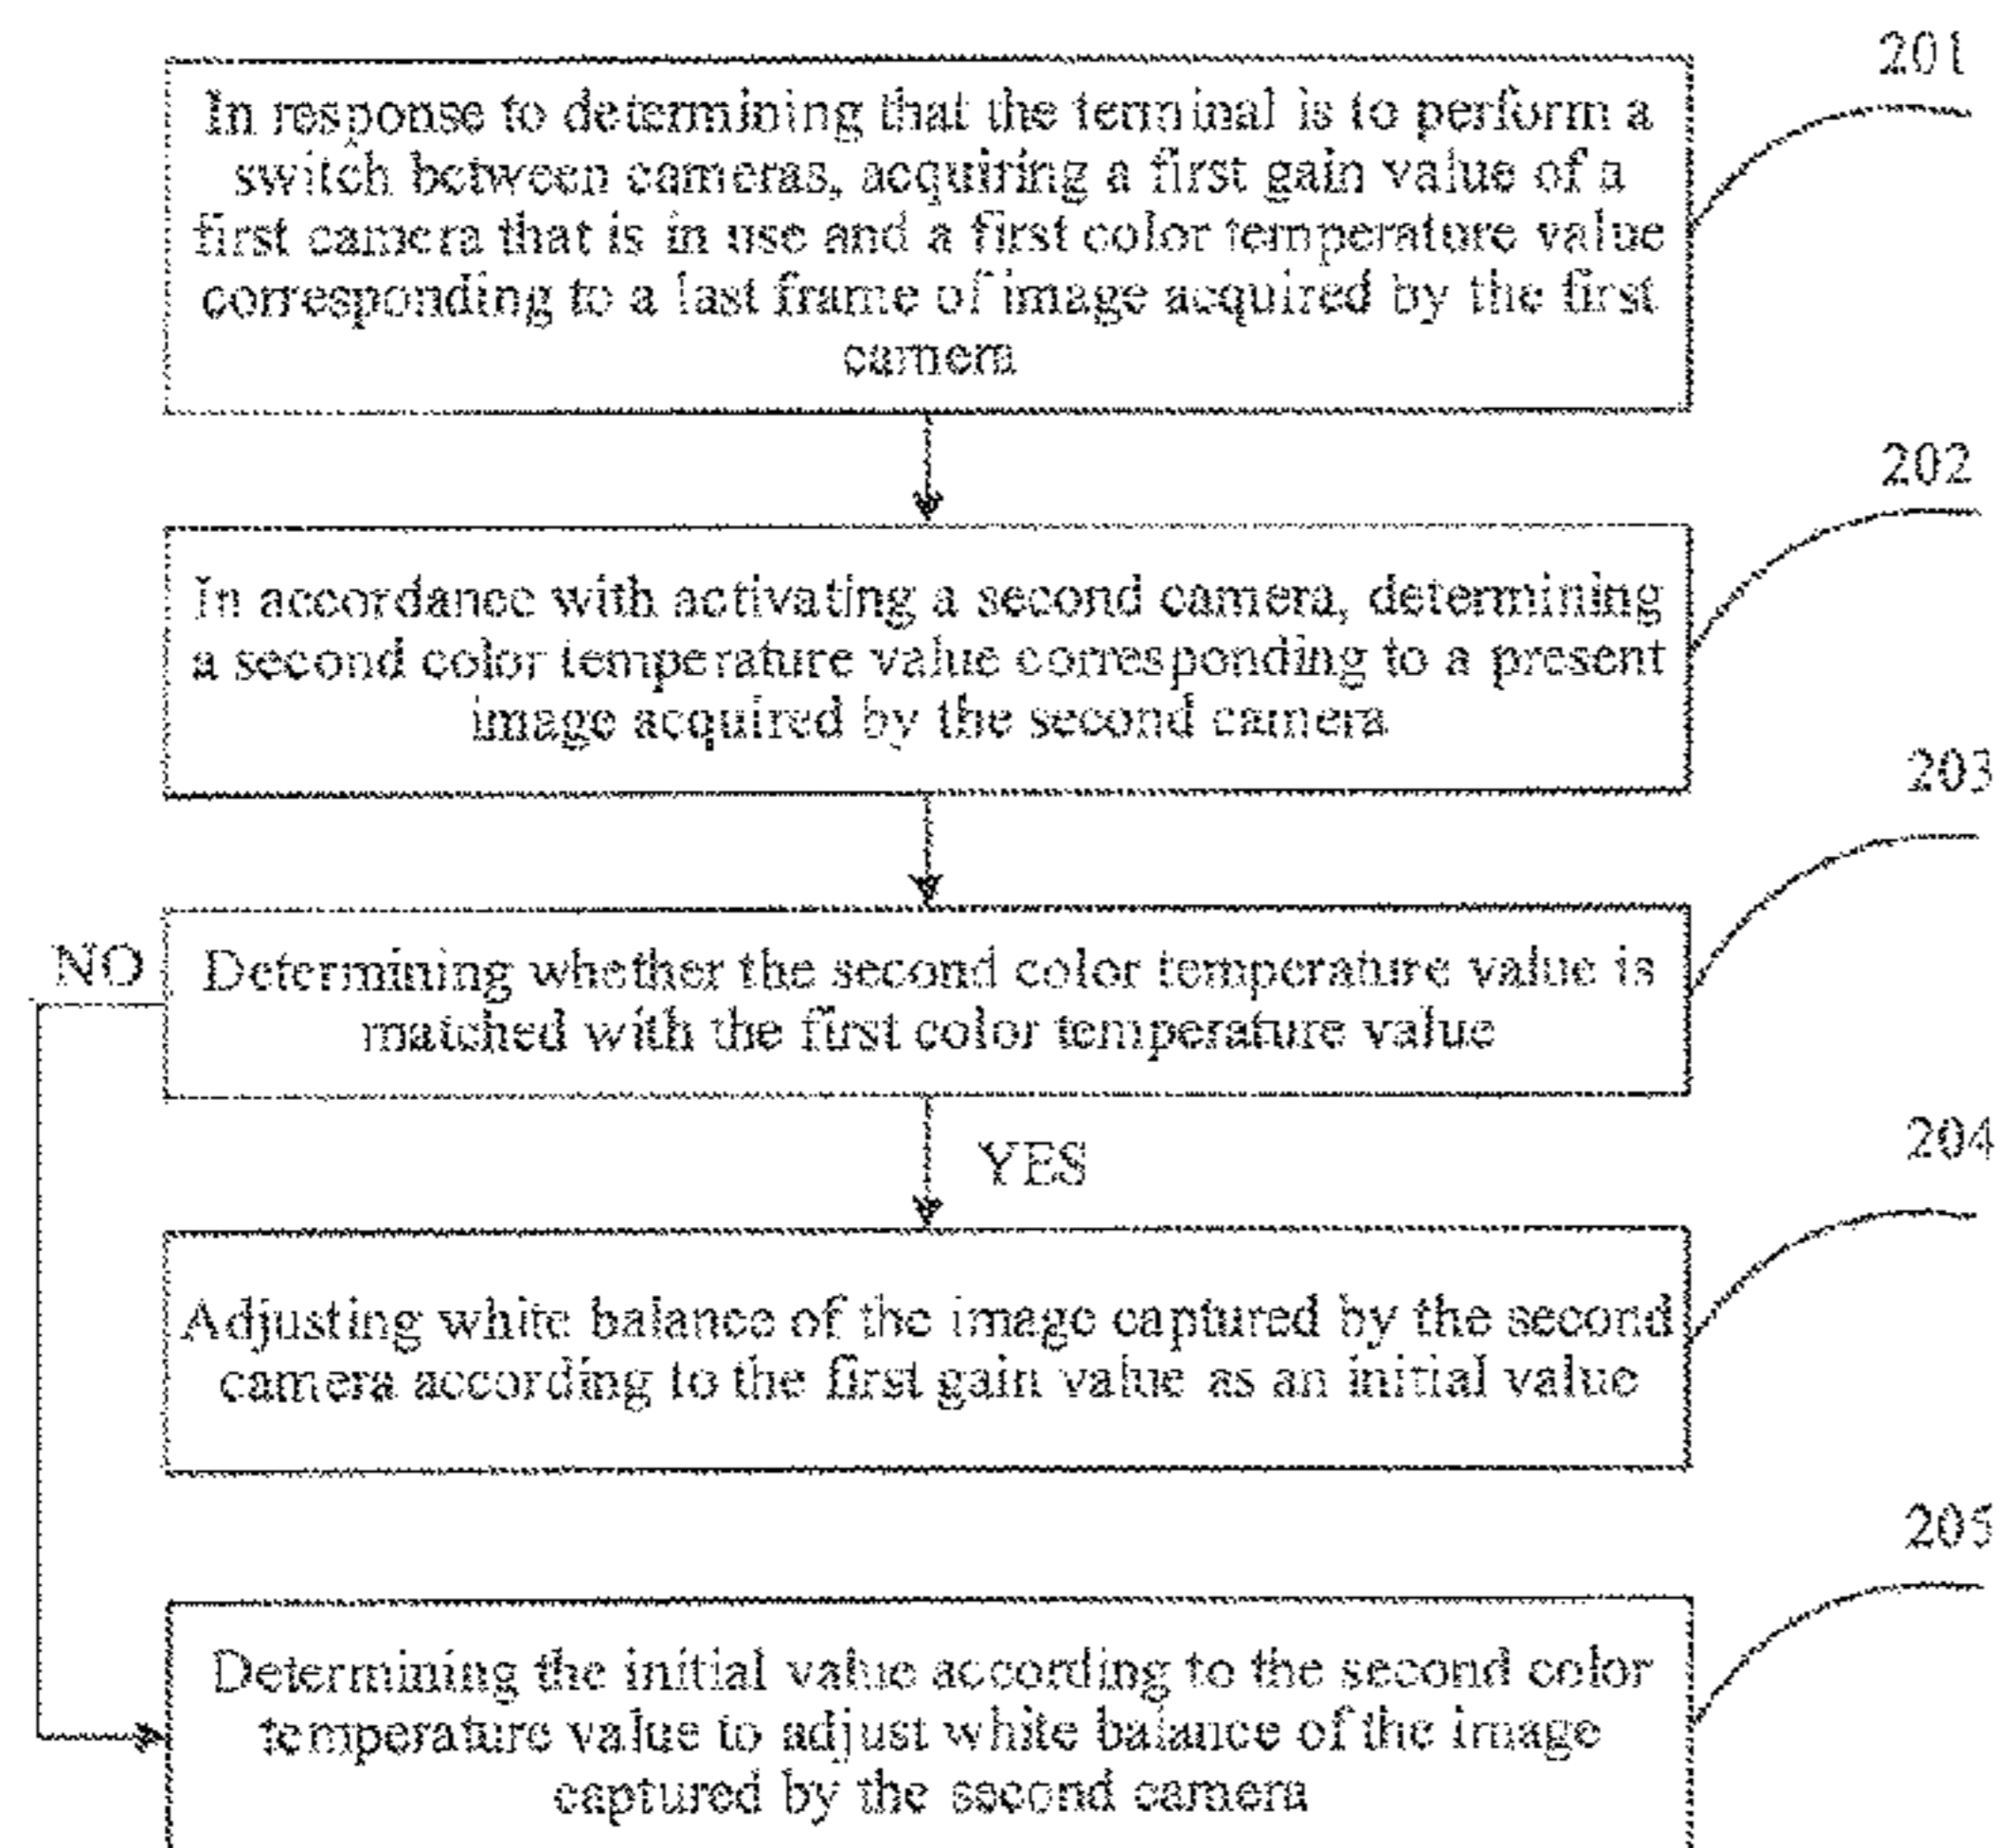 201
In response to determining that the terminal is to perform a
switch between cameras, acquiring a first gain value of a
first camera that is in use and a first color temperature value
corresponding to a last frame of image acquired by the first
camera
202
In accordance with activating a second camera, determining
a second color temperature value corresponding to a present
image acquired by the second camera
203
NO
Determining whether the second color temperature value is
matched with the first color temperature value
YES
204
Adjusting white balance of the image captured by the second
camera according to the first gain value as an initial value
205
Determining the initial value according to the second color
temperature value to adjust white balance of the image
captured by the second camera